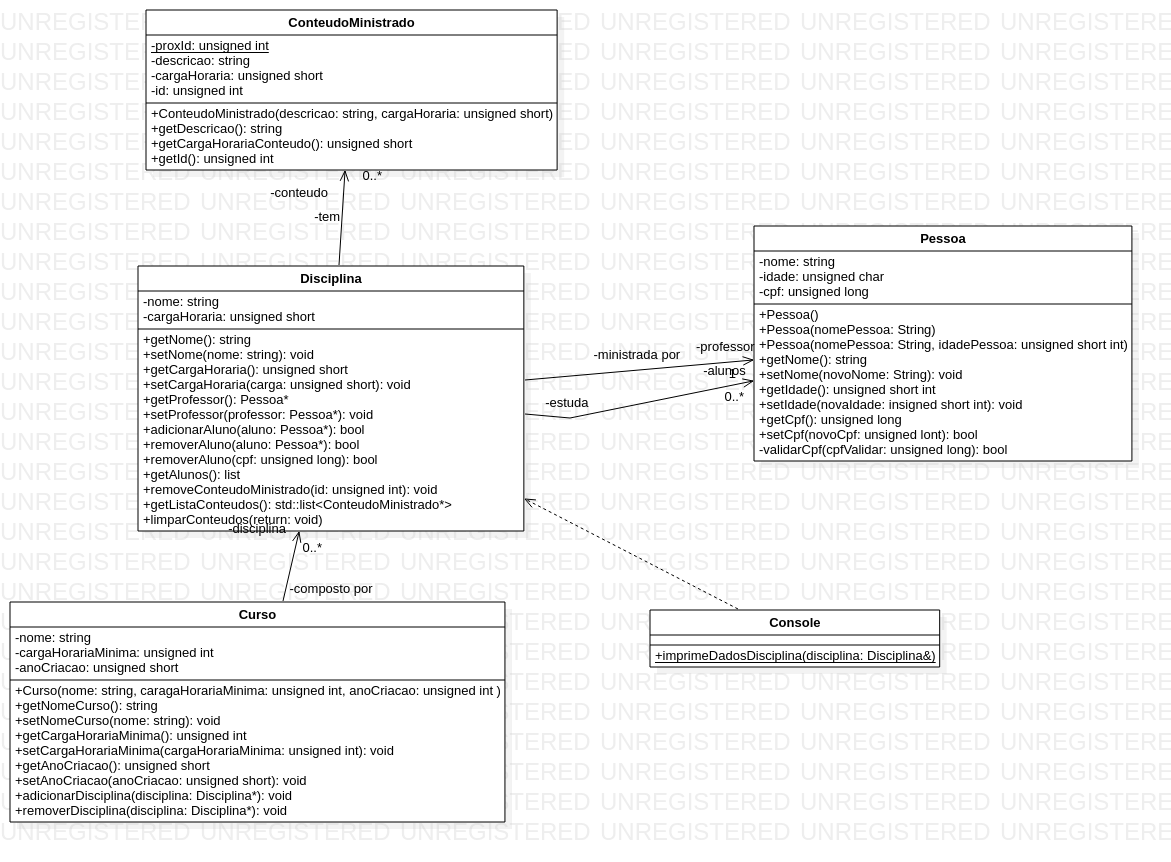 ConteudoMinistrado
-proxId: unsigned int
-descricao: string
-cargaHoraria: unsigned short
-id: unsigned int
+ConteudoMinistrado(descricao: string, cargaHoraria: unsigned short)
+getDescricao(): string
+getCargaHorariaConteudo(): unsigned short
+getId(): unsigned int
0..*
-conteudo
-tem
Disciplina
-nome: string
-cargaHoraria: unsigned short
+getNome(): string
+setNome(nome: string): void
+getCargaHoraria(): unsigned short
+setCargaHoraria(carga: unsigned short): void
+getProfessor(): Pessoa*
+setProfessor(professor: Pessoa*): void
+adicionarAluno(aluno: Pessoa*): bool
+removerAluno(aluno: Pessoa*): bool
+removerAluno(cpf: unsigned long): bool
+getAlunos(): list
+removeConteudoMinistrado(id: unsigned int): void
+getListaConteudos(): std::list<ConteudoMinistrado*>
+limparConteudos(return: void)
-ministrada por
-professor
1
-estuda
-alunos
0..*
Pessoa
-nome: string
-idade: unsigned char
-cpf: unsigned long
+Pessoa()
+Pessoa(nomePessoa: String)
+Pessoa(nomePessoa: String, idadePessoa: unsigned short int)
+getNome(): string
+setNome(novoNome: String): void
+getIdade(): unsigned short int
+setIdade(novaIdade: insigned short int): void
+getCpf(): unsigned long
+setCpf(novoCpf: unsigned lont): bool
-validarCpf(cpfValidar: unsigned long): bool
-disciplina
0..*
-composto por
Curso
-nome: string
-cargaHorariaMinima: unsigned int
-anoCriacao: unsigned short
+Curso(nome: string, caragaHorariaMinima: unsigned int, anoCriacao: unsigned int )
+getNomeCurso(): string
+setNomeCurso(nome: string): void
+getCargaHorariaMinima(): unsigned int
+setCargaHorariaMinima(cargaHorariaMinima: unsigned int): void
+getAnoCriacao(): unsigned short
+setAnoCriacao(anoCriacao: unsigned short): void
+adicionarDisciplina(disciplina: Disciplina*): void
+removerDisciplina(disciplina: Disciplina*): void
Console
+imprimeDadosDisciplina(disciplina: Disciplina&)
UNREGISTERED